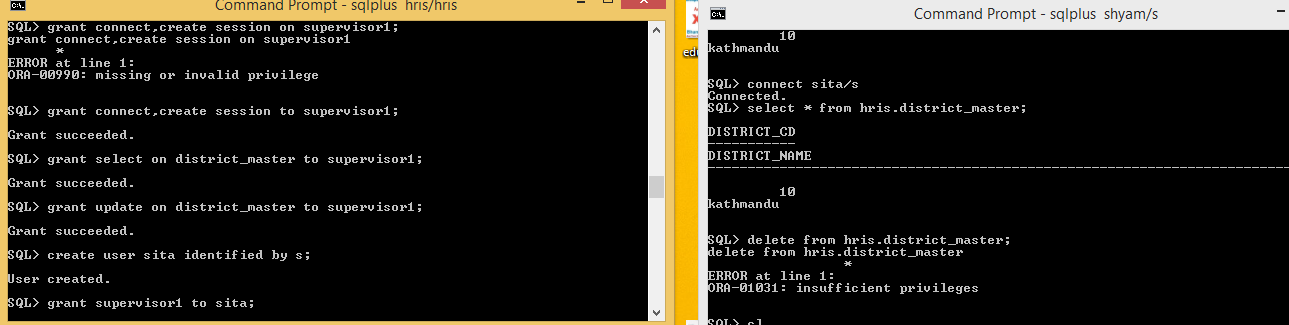 Command Prompt - sqlplus hris/hris
SQL> grant connect,create session on supervisor1;
grant connect,create session on supervisor1
*
ERROR at line 1:
ORA-00990: missing or invalid privilege
SQL> grant connect,create session to supervisor1;
Grant succeeded.
SQL> grant select on district_master to supervisor1;
Grant succeeded.
SQL> grant update on district_master to supervisor1;
Grant succeeded.
SQL> create user sita identified by s;
User created.
SQL> grant supervisor1 to sita;
Command Prompt - sqlplus shyam/s
10
kathmandu
SQL> connect sita/s
Connected.
SQL> select * from hris.district_master;
DISTRICT_CD
-----------
DISTRICT_NAME
--------------------------------------------------------------------------------
10
kathmandu
SQL> delete from hris.district_master;
delete from hris.district_master
*
ERROR at line 1:
ORA-01031: insufficient privileges
SQL> cl